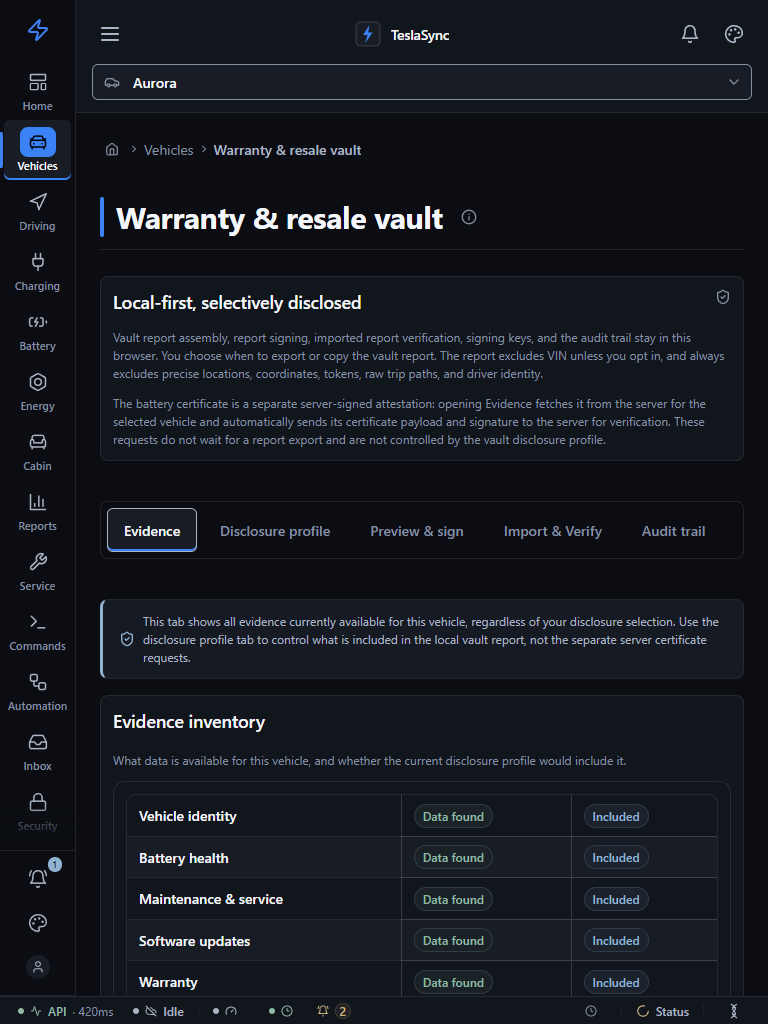 TeslaSync
Aurora
Home
Vehicles
Driving
Charging
Battery
Energy
Cabin
Reports
Service
Commands
Automation
Inbox
Security
1
Vehicles
Warranty & resale vault
Warranty & resale vault
Local-first, selectively disclosed
Vault report assembly, report signing, imported report verification, signing keys, and the audit trail stay in this
browser. You choose when to export or copy the vault report. The report excludes VIN unless you opt in, and always
excludes precise locations, coordinates, tokens, raw trip paths, and driver identity.
The battery certificate is a separate server-signed attestation: opening Evidence fetches it from the server for the
selected vehicle and automatically sends its certificate payload and signature to the server for verification. These
requests do not wait for a report export and are not controlled by the vault disclosure profile.
Evidence Disclosure profile Preview & sign Import & Verify Audit trail
This tab shows all evidence currently available for this vehicle, regardless of your disclosure selection. Use the
disclosure profile tab to control what is included in the local vault report, not the separate server certificate
requests.
Evidence inventory
What data is available for this vehicle, and whether the current disclosure profile would include it.
Vehicle identity Data found Included
Battery health Data found Included
Maintenance & service Data found Included
Software updates Data found Included
Warranty Data found Included
API · 420ms Idle 2 Status